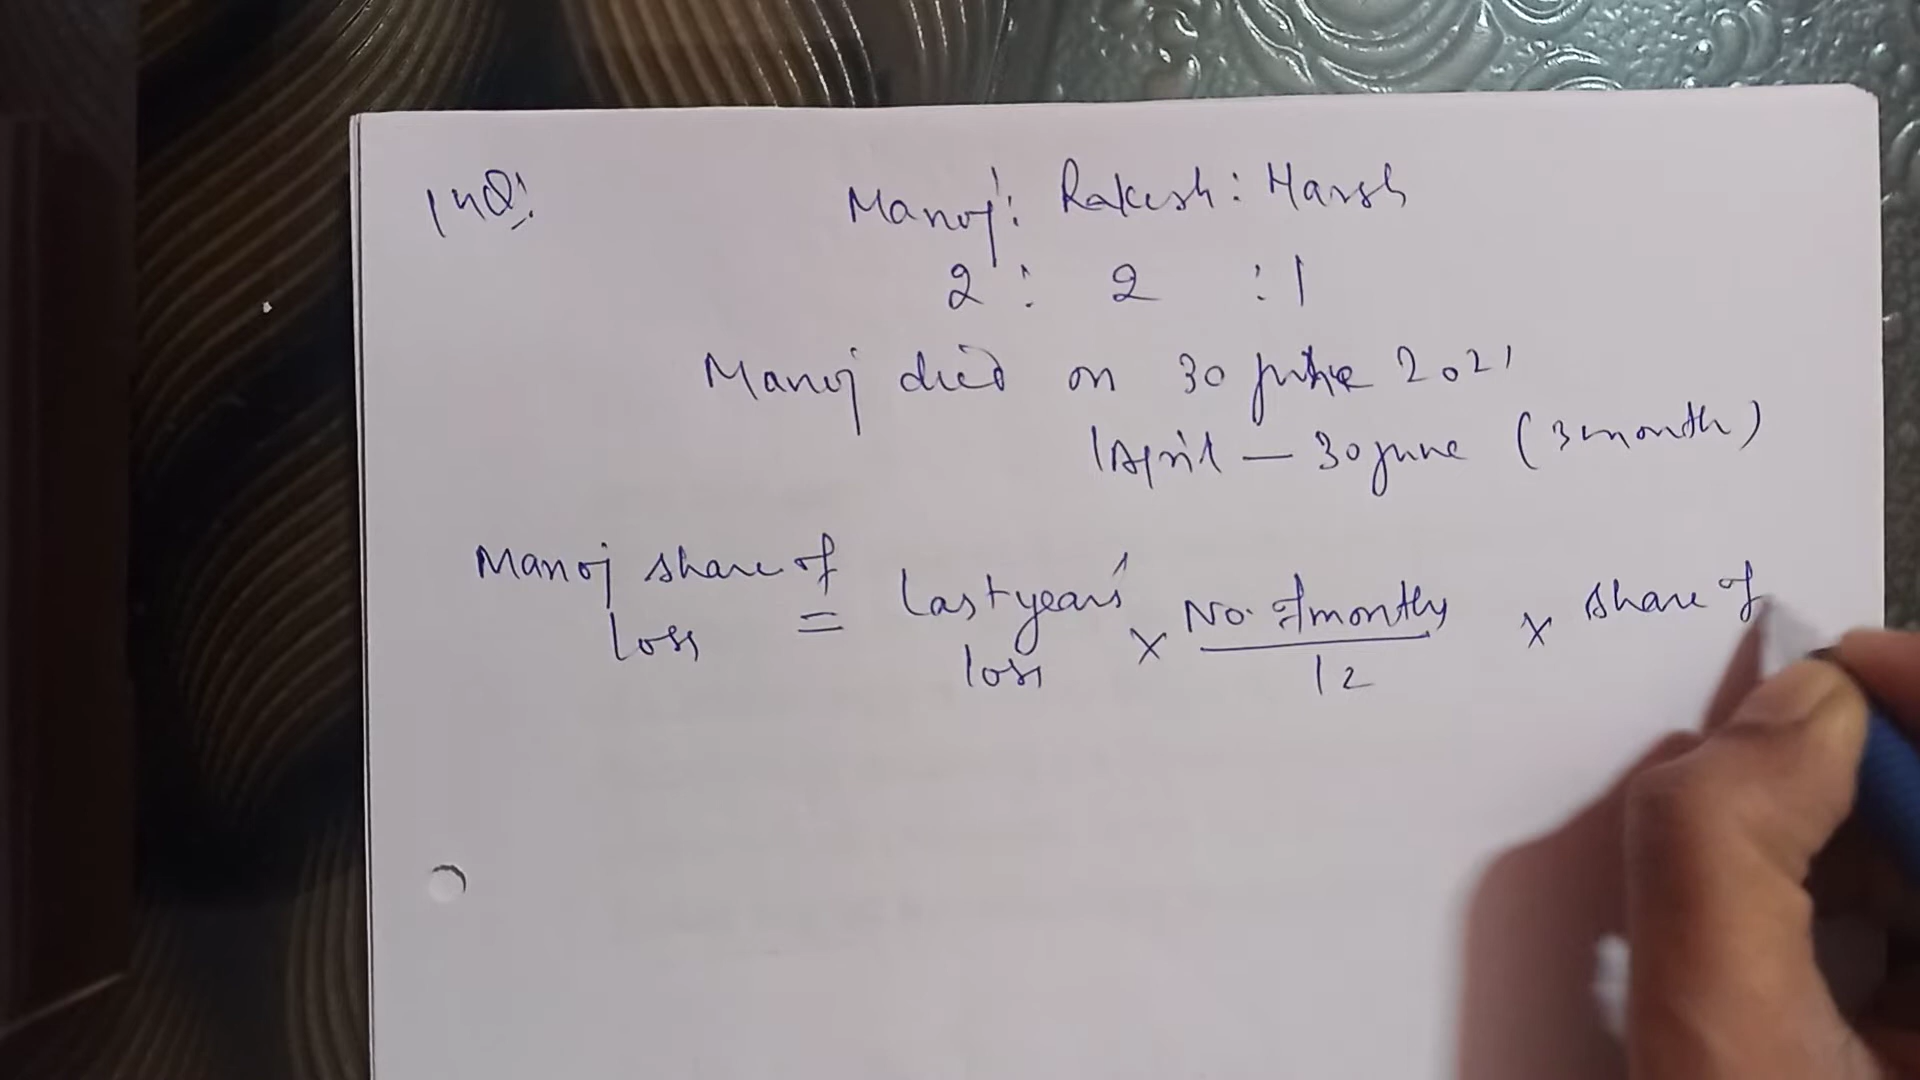 14Q!
Manoj : Rakesh : Harsh
2 : 2 : 1
Manoj died on 30 june 2021
1 April — 30 june (3 month)
Manoj share of loss = Last year's loss × No. of months / 12 × share of